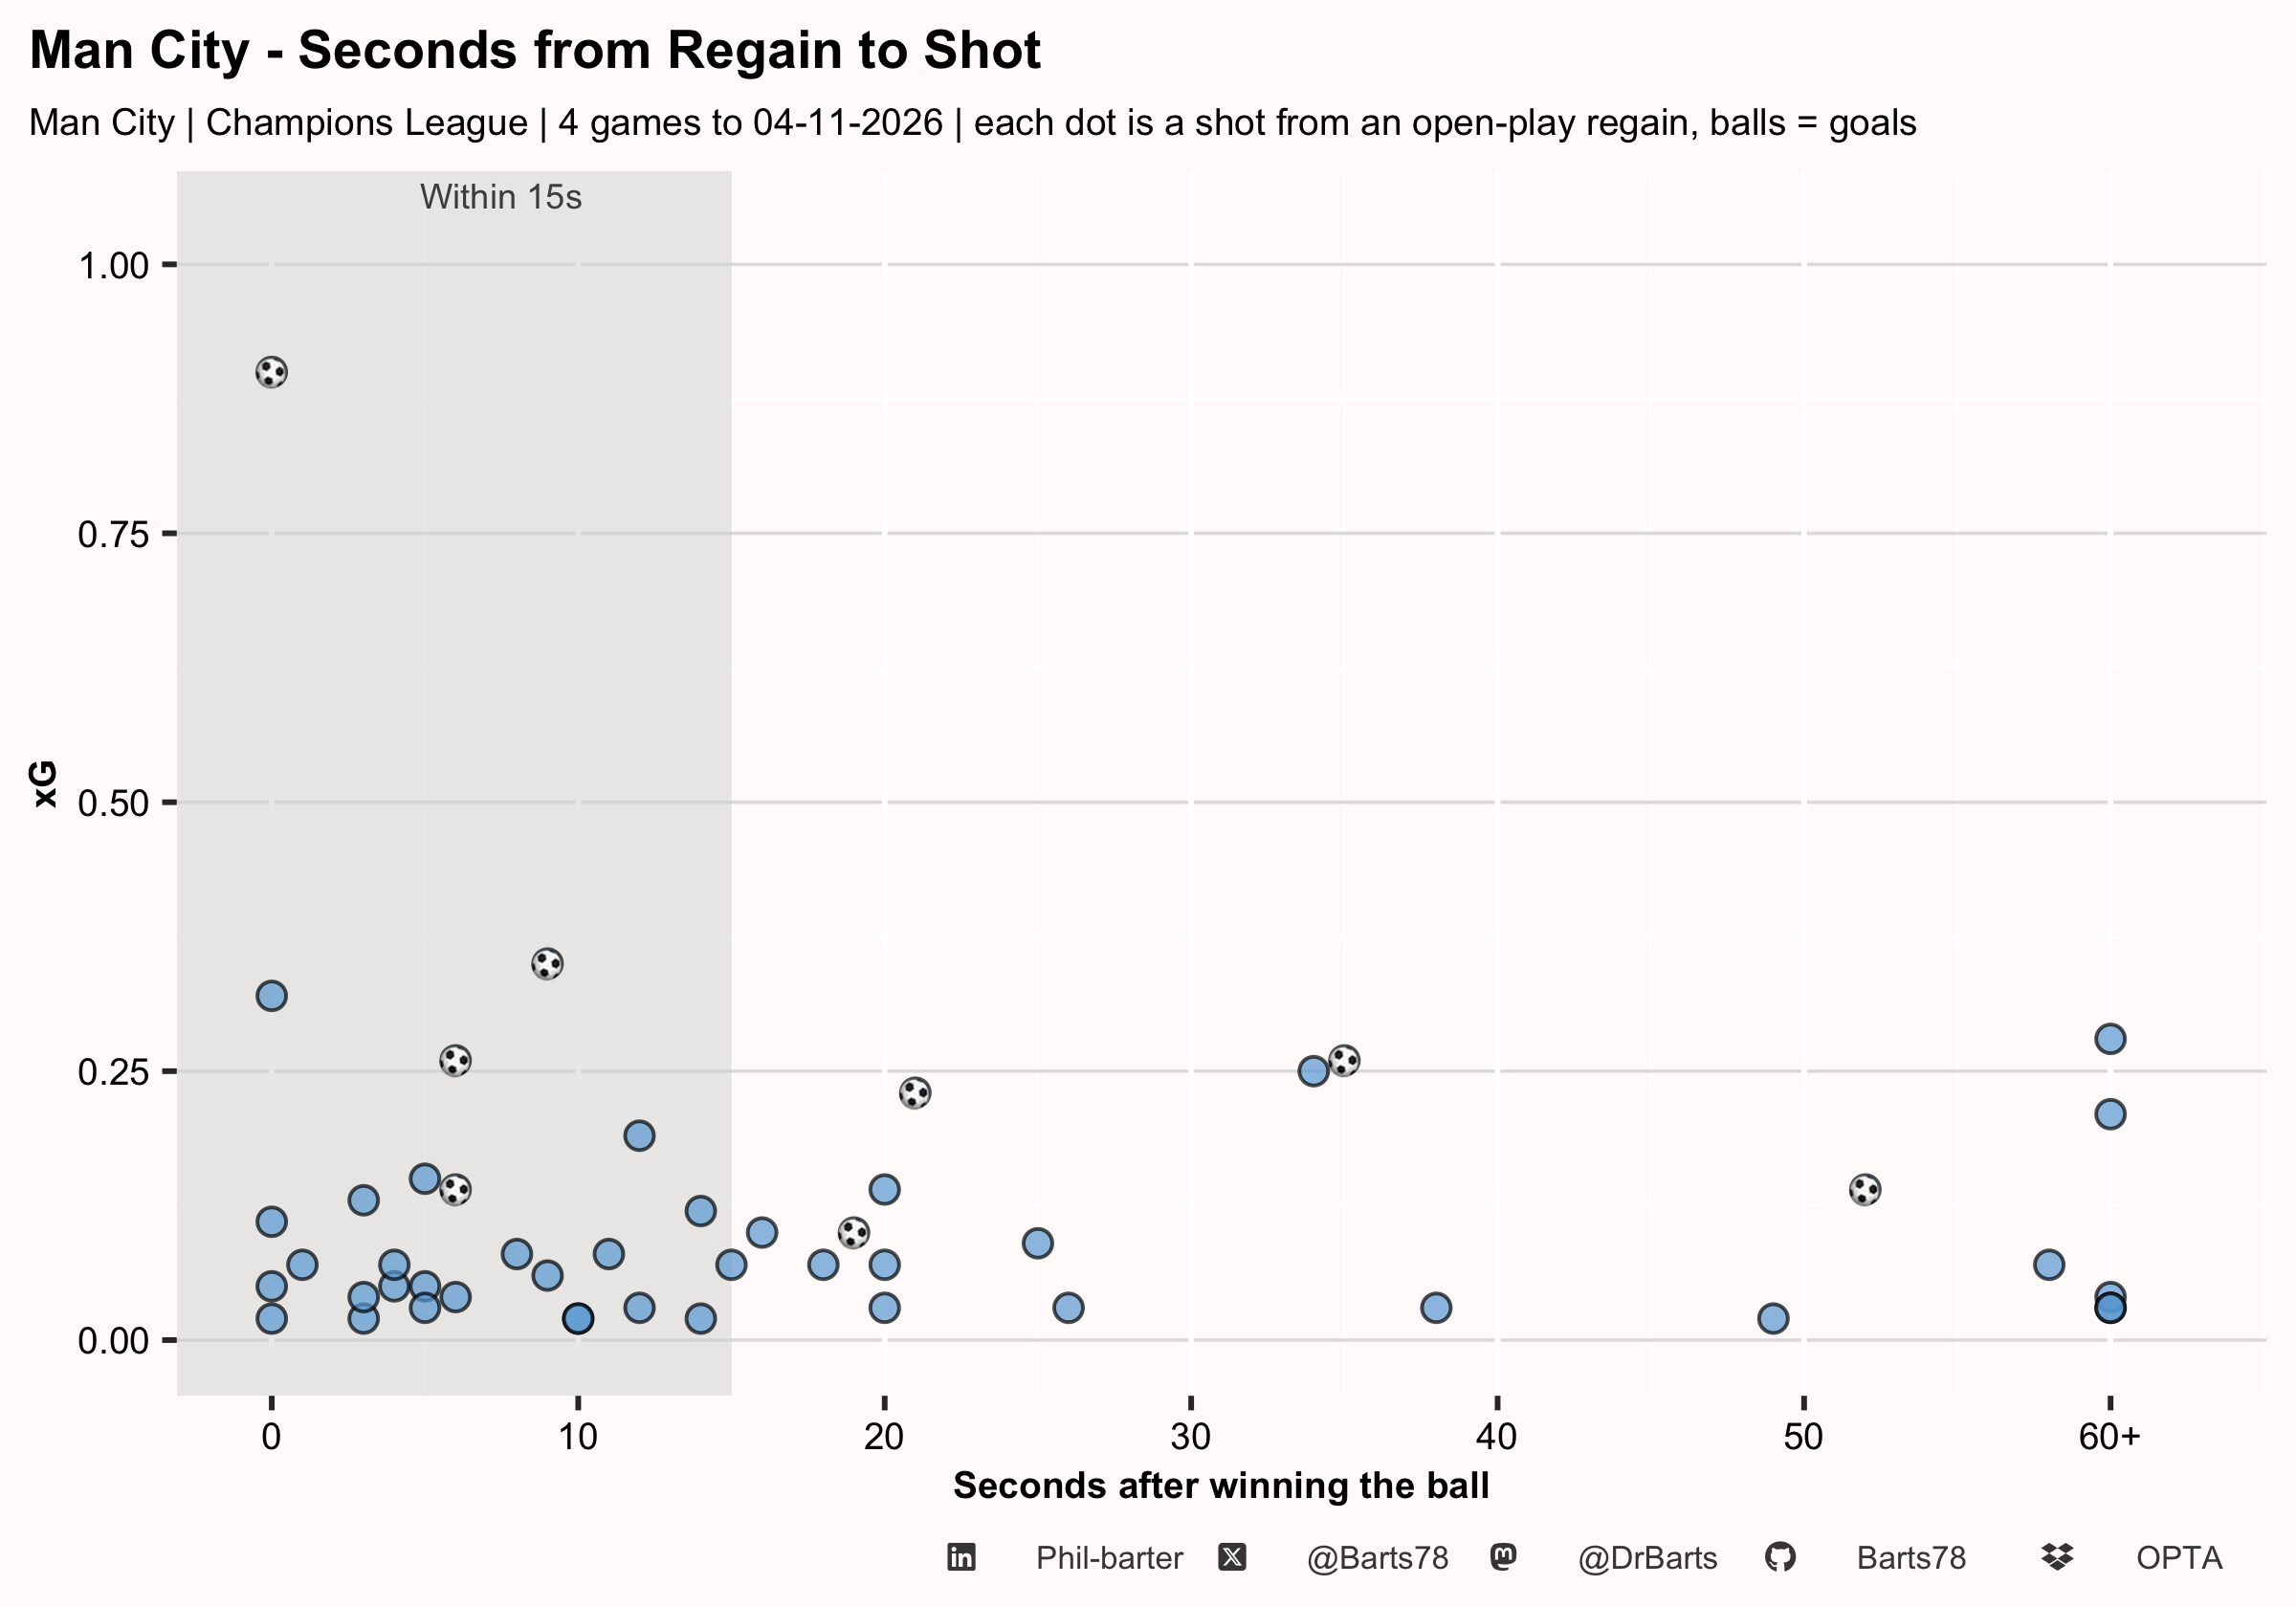 Man City - Seconds from Regain to Shot
Man City | Champions League | 4 games to 04-11-2026 | each dot is a shot from an open-play regain, balls = goals
Within 15s
1.00
0.75
0.50
0.25
0.00
xG
0 10 20 30 40 50 60+
Seconds after winning the ball
Phil-barter @Barts78 @DrBarts Barts78 OPTA